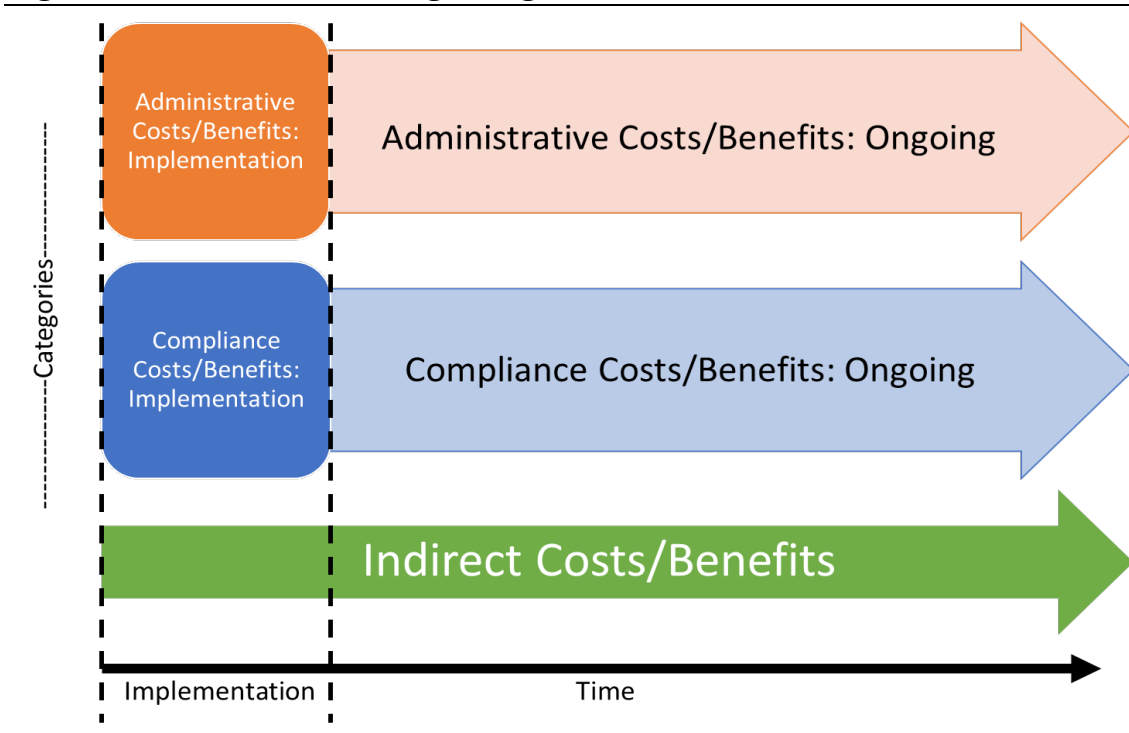 Administrative
Costs/Benefits:
Implementation
Administrative Costs/Benefits: Ongoing
Categories
Compliance
Costs/Benefits:
Implementation
Compliance Costs/Benefits: Ongoing
Indirect Costs/Benefits
Implementation
Time